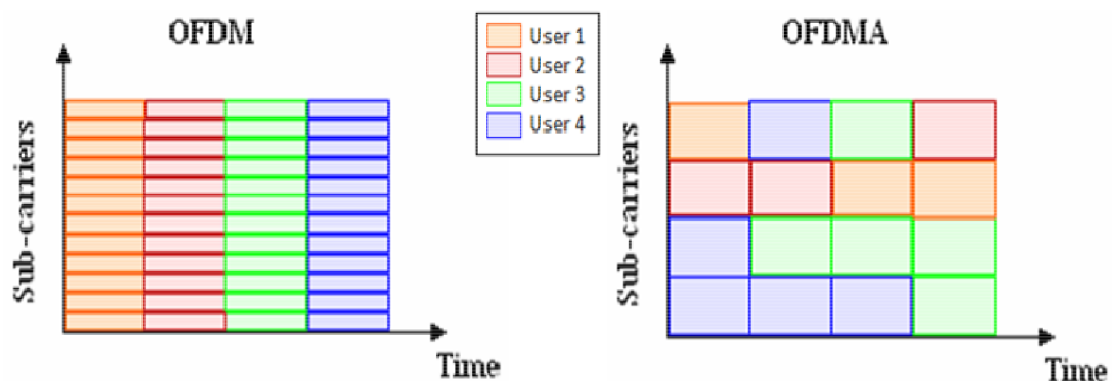 OFDM
Sub-carriers
Time
User 1
User 2
User 3
User 4
OFDMA
Sub-carriers
Time